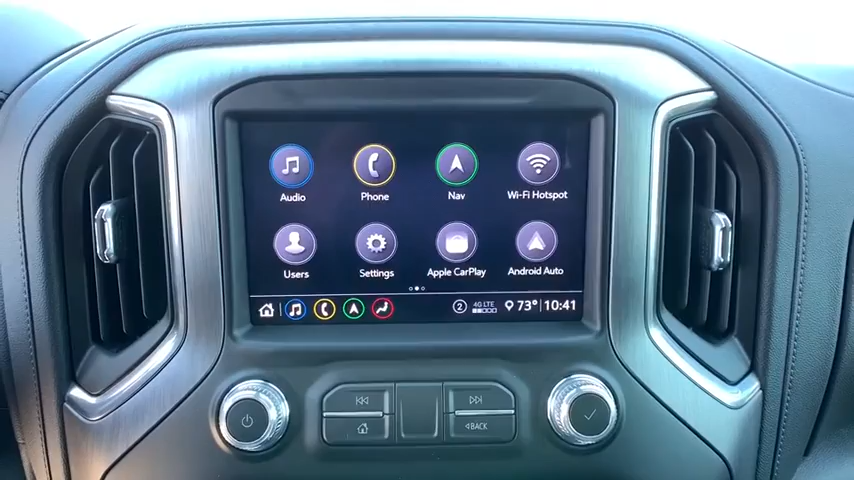 Audio Phone Nav Wi-Fi Hotspot
Users Settings Apple CarPlay Android Auto
2 4G LTE 73° 10:41
BACK